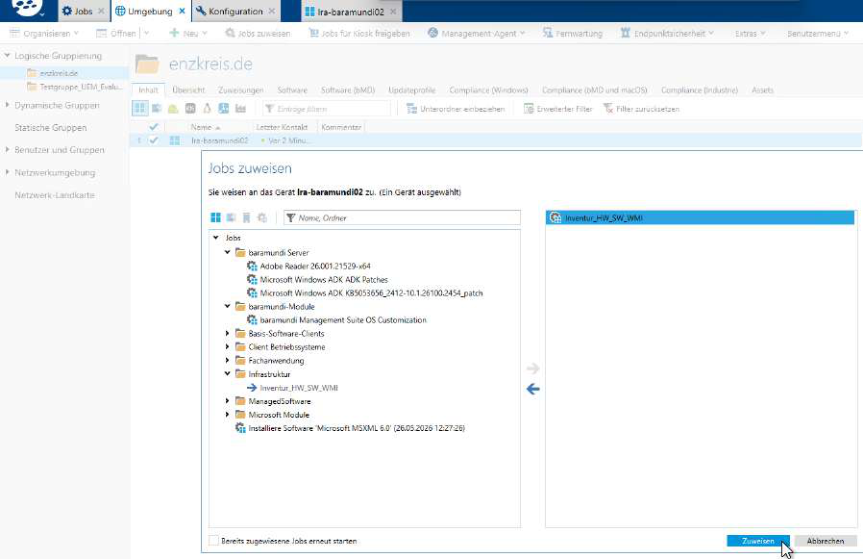 Jobs
Umgebung
Konfiguration
lra-baramundi02
Organisieren
Öffnen
Neu
Jobs zuweisen
Jobs für Kiosk freigeben
Management-Agent
Fernwartung
Endpunktsicherheit
Extras
Benutzermenü
Logische Gruppierung
enzkreis.de
Testgruppe_UEM_Evalu...
Dynamische Gruppen
Statische Gruppen
Benutzer und Gruppen
Netzwerkumgebung
Netzwerk-Landkarte
enzkreis.de
Inhalt
Übersicht
Zuweisungen
Software
Software (bMD)
Updateprofile
Compliance (Windows)
Compliance (bMD und macOS)
Compliance (Industrie)
Assets
Einträge filtern
Unterordner einbeziehen
Erweiterter Filter
Filter zurücksetzen
Name
Letzter Kontakt
Kommentar
1
lra-baramundi02
Vor 2 Minu...
Jobs zuweisen
Sie weisen an das Gerät lra-baramundi02 zu. (Ein Gerät ausgewählt)
Name, Ordner
Jobs
baramundi Server
Adobe Reader 26.001.21529-x64
Microsoft Windows ADK ADK Patches
Microsoft Windows ADK KB5053656_2412-10.1.26100.2454_patch
baramundi-Module
baramundi Management Suite OS Customization
Basis-Software-Clients
Client Betriebssysteme
Fachanwendung
Infrastruktur
Inventur_HW_SW_WMI
ManagedSoftware
Microsoft Module
Installiere Software 'Microsoft MSXML 6.0' (26.05.2026 12:27:26)
Inventur_HW_SW_WMI
Bereits zugewiesene Jobs erneut starten
Zuweisen
Abbrechen